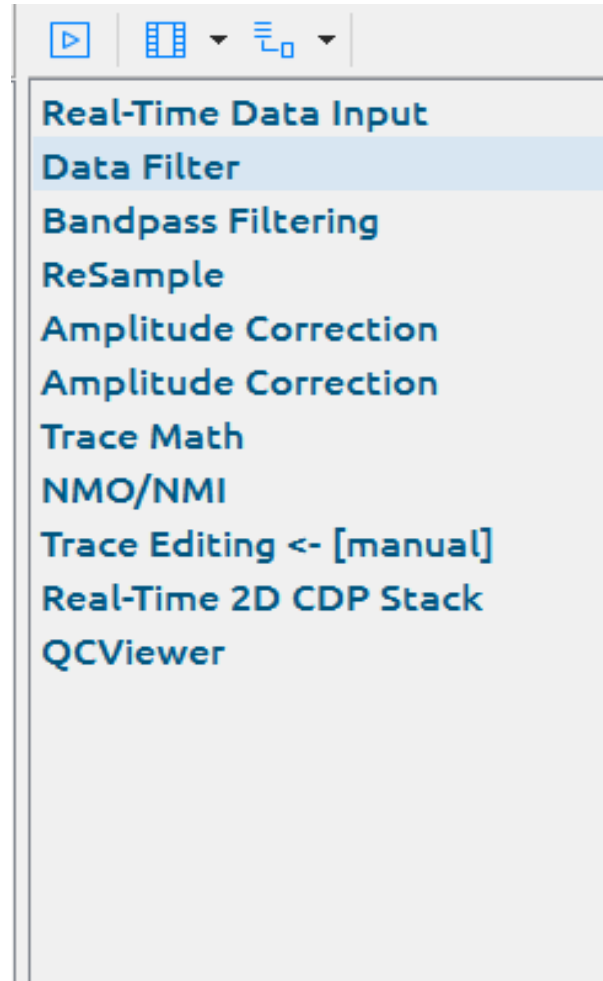 Real-Time Data Input
Data Filter
Bandpass Filtering
ReSample
Amplitude Correction
Amplitude Correction
Trace Math
NMO/NMI
Trace Editing <- [manual]
Real-Time 2D CDP Stack
QCViewer